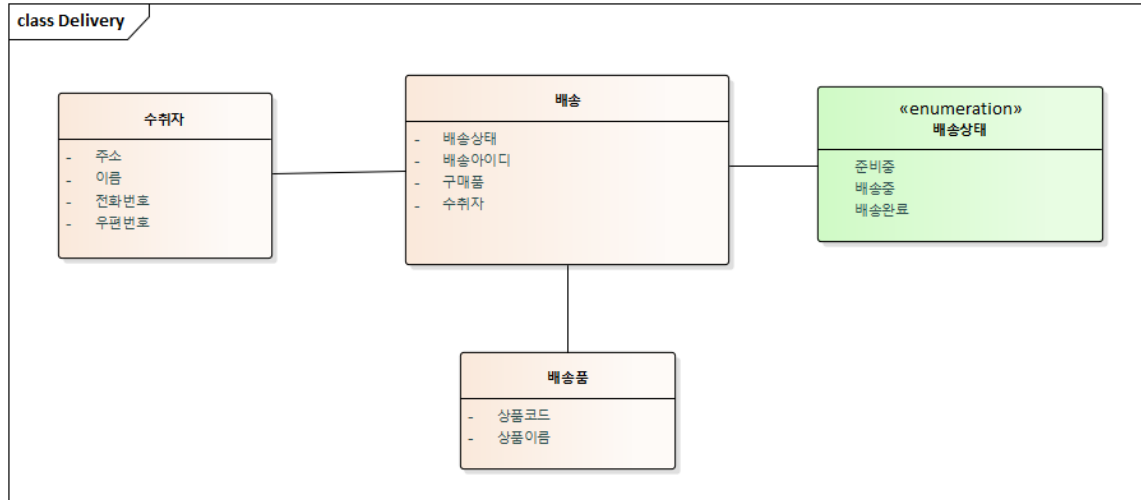 class Delivery
수취자
- 주소
- 이름
- 전화번호
- 우편번호
배송
- 배송상태
- 배송아이디
- 구매품
- 수취자
«enumeration»
배송상태
준비중
배송중
배송완료
배송품
- 상품코드
- 상품이름